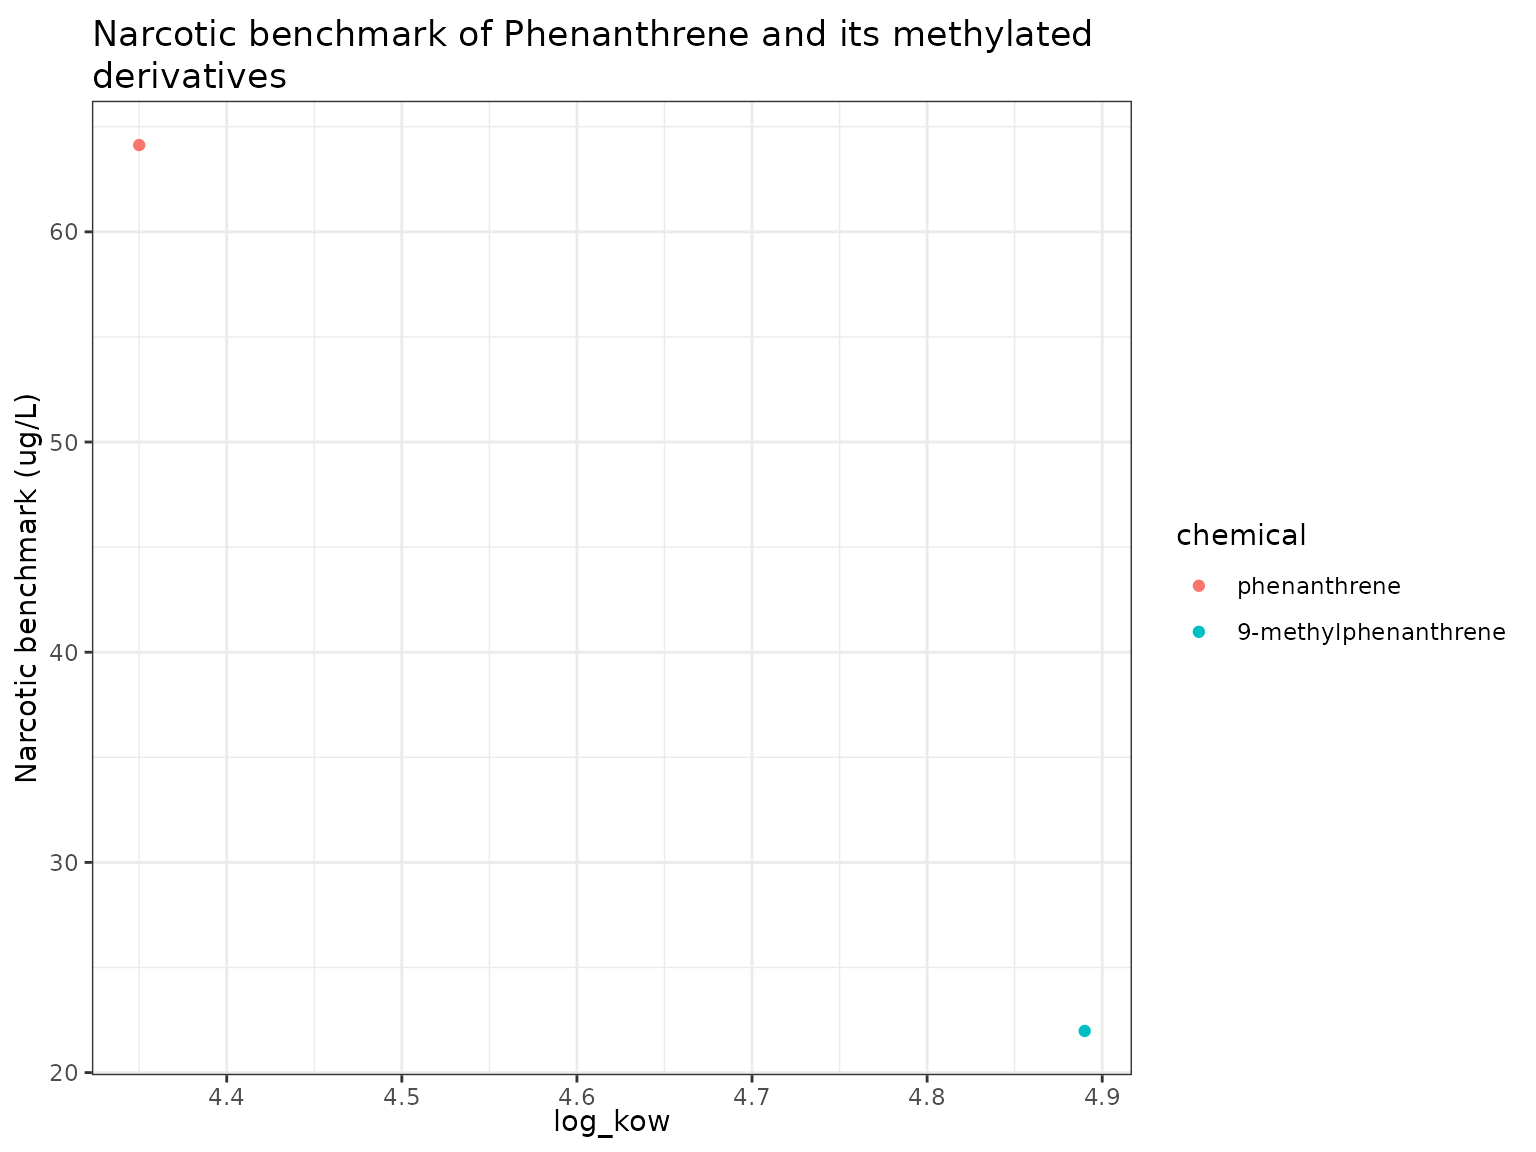 Narcotic benchmark of Phenanthrene and its methylated
derivatives
Narcotic benchmark (ug/L)
60
50
40
30
20
4.4
4.5
4.6
4.7
4.8
4.9
log_kow
chemical
phenanthrene
9-methylphenanthrene